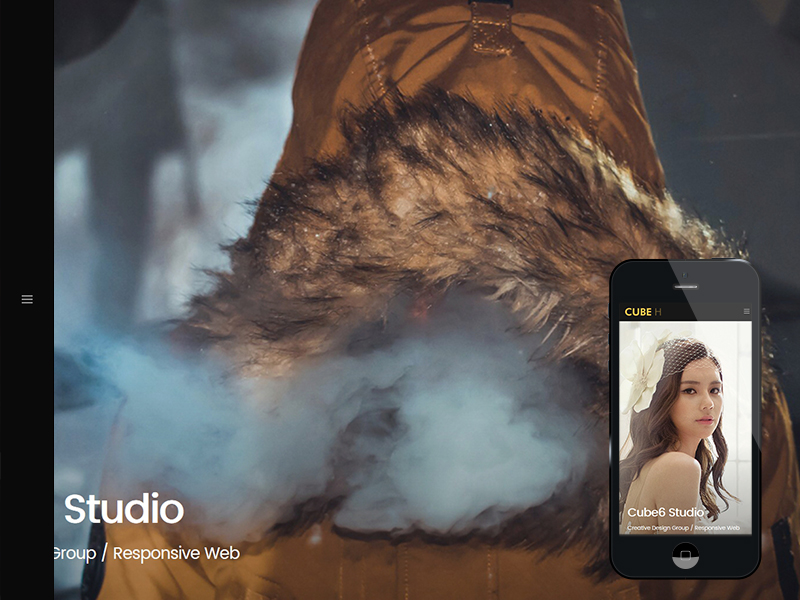 Studio
Group / Responsive Web
CUBE H
Cube6 Studio
Creative Design Group / Responsive Web